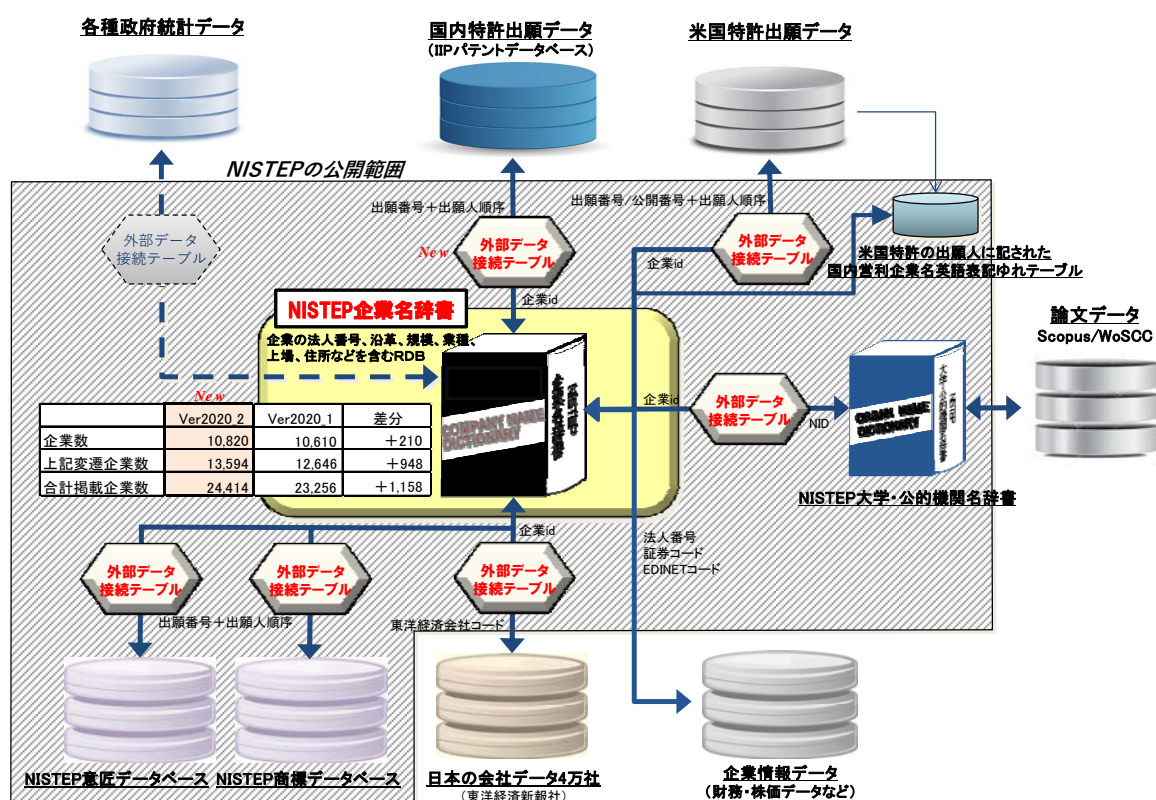 各種政府統計データ
国内特許出願データ
(IIPパテントデータベース)
米国特許出願データ
NISTEPの公開範囲
出願番号+出願人順序
出願番号/公開番号+出願人順序
外部データ
接続テーブル
New
外部データ
接続テーブル
外部データ
接続テーブル
米国特許の出願人に記された
国内営利企業名英語表記ゆれテーブル
企業id
企業id
NISTEP企業名辞書
企業の法人番号、沿革、規模、業種、
上場、住所などを含むRDB
論文データ
Scopus/WoSCC
New
Ver2020_2 Ver2020_1 差分
企業数 10,820 10,610 +210
上記変遷企業数 13,594 12,646 +948
合計掲載企業数 24,414 23,256 +1,158
COMPANY NAME
DICTIONARY
企業id
外部データ
接続テーブル
NID
ORGAN NAME
DICTIONARY
NISTEP大学・公的機関名辞書
企業id
法人番号
証券コード
EDINETコード
外部データ
接続テーブル
外部データ
接続テーブル
外部データ
接続テーブル
出願番号+出願人順序
東洋経済会社コード
NISTEP意匠データベース
NISTEP商標データベース
日本の会社データ4万社
(東洋経済新報社)
企業情報データ
(財務・株価データなど)